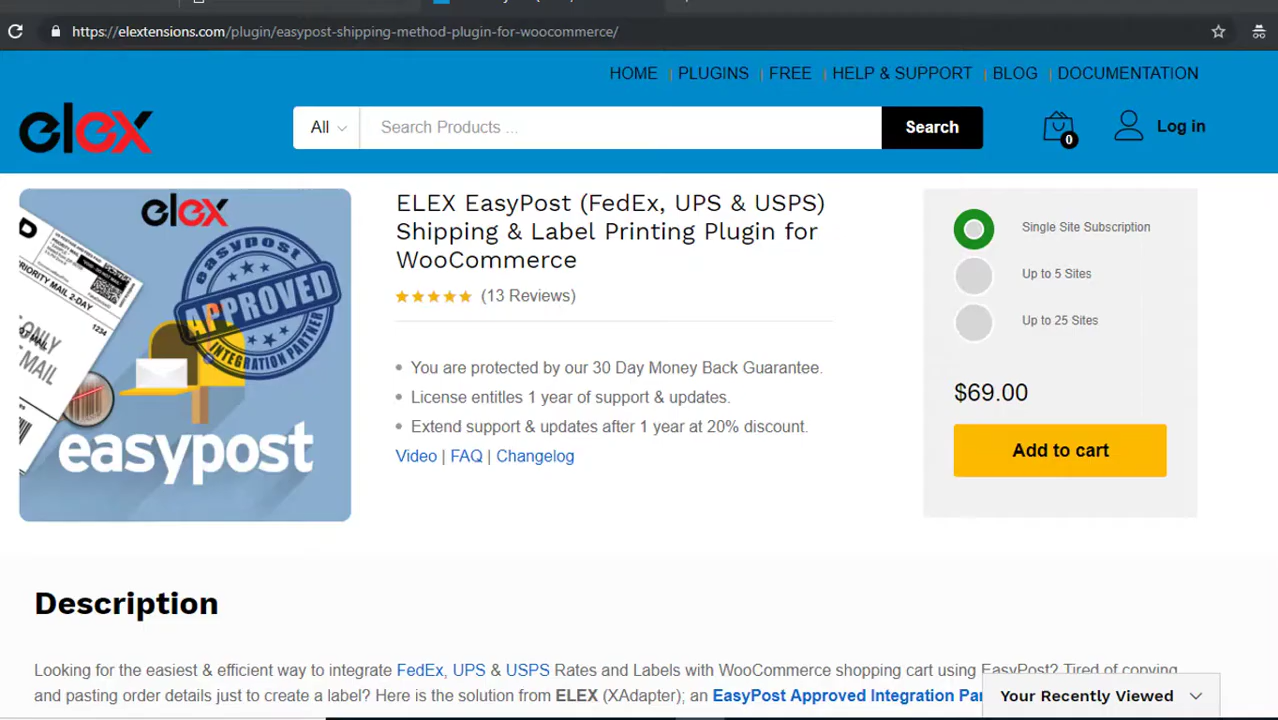 https://elextensions.com/plugin/easypost-shipping-method-plugin-for-woocommerce/
HOME | PLUGINS | FREE | HELP & SUPPORT | BLOG | DOCUMENTATION
elex
All
Search Products ...
Search
0
Log in
elex
easypost
APPROVED
INTEGRATION PARTNER
PRIORITY MAIL 2-DAY
1234
ONLY
MAIL
easypost
ELEX EasyPost (FedEx, UPS & USPS)
Shipping & Label Printing Plugin for
WooCommerce
(13 Reviews)
• You are protected by our 30 Day Money Back Guarantee.
• License entitles 1 year of support & updates.
• Extend support & updates after 1 year at 20% discount.
Video | FAQ | Changelog
Single Site Subscription
Up to 5 Sites
Up to 25 Sites
$69.00
Add to cart
Description
Looking for the easiest & efficient way to integrate FedEx, UPS & USPS Rates and Labels with WooCommerce shopping cart using EasyPost? Tired of copying
and pasting order details just to create a label? Here is the solution from ELEX (XAdapter); an EasyPost Approved Integration Par
Your Recently Viewed